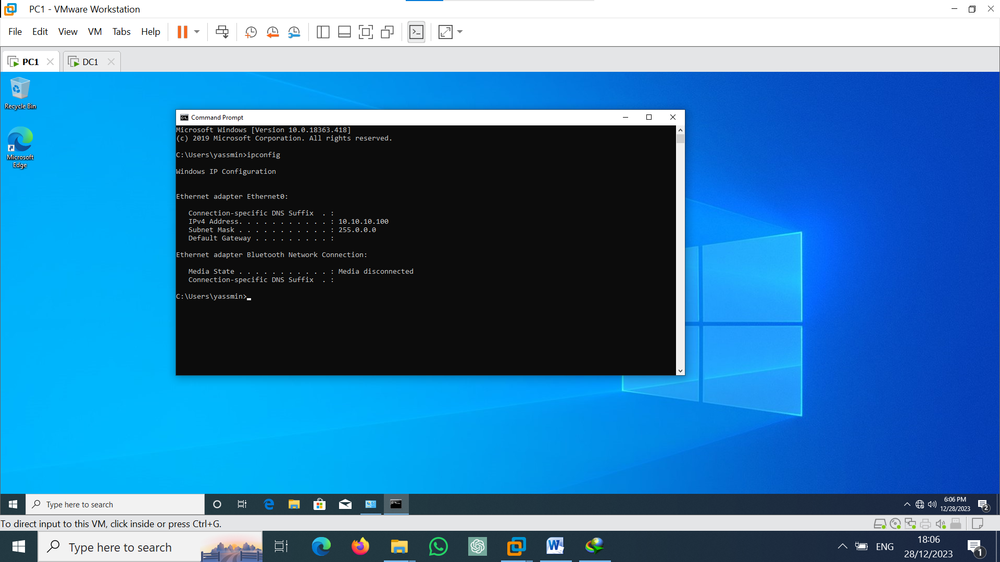 PC1 - VMware Workstation
File Edit View VM Tabs Help
PC1 DC1
Recycle Bin
Microsoft
Edge
Command Prompt
Microsoft Windows [Version 10.0.18363.418]
(c) 2019 Microsoft Corporation. All rights reserved.
C:\Users\yassmin>ipconfig
Windows IP Configuration
Ethernet adapter Ethernet0:
Connection-specific DNS Suffix  . :
IPv4 Address. . . . . . . . . . . : 10.10.10.100
Subnet Mask . . . . . . . . . . . : 255.0.0.0
Default Gateway . . . . . . . . . :
Ethernet adapter Bluetooth Network Connection:
Media State . . . . . . . . . . . : Media disconnected
Connection-specific DNS Suffix  . :
C:\Users\yassmin>
Type here to search
6:06 PM
12/28/2023
2
To direct input to this VM, click inside or press Ctrl+G.
Type here to search
ENG
18:06
28/12/2023
1